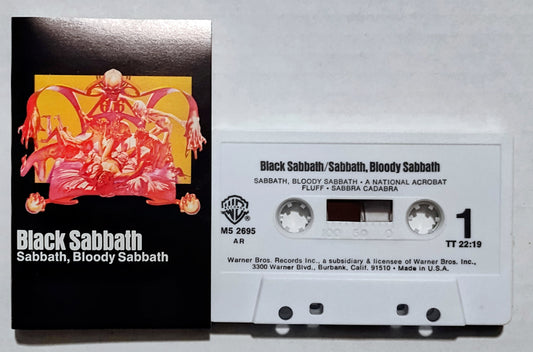 Black Sabbath
Sabbath, Bloody Sabbath
Black Sabbath/Sabbath, Bloody Sabbath
SABBATH, BLOODY SABBATH • A NATIONAL ACROBAT
FLUFF • SABBRA CADABRA
WB
M5 2695
AR
100 50 0
1
TT 22:19
Warner Bros. Records Inc., a subsidiary & licensee of Warner Bros. Inc.,
3300 Warner Blvd., Burbank, Calif. 91510 • Made in U.S.A.